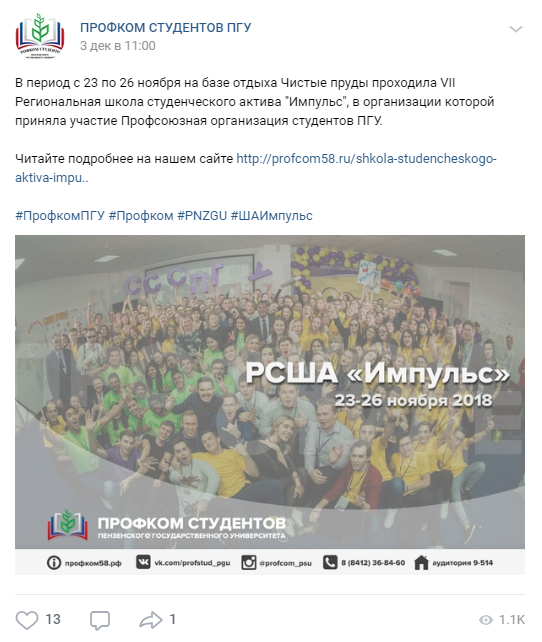 ПРОФКОМ СТУДЕНТОВ ПГУ
3 дек в 11:00
В период с 23 по 26 ноября на базе отдыха Чистые пруды проходила VII
Региональная школа студенческого актива "Импульс", в организации которой
приняла участие Профсоюзная организация студентов ПГУ.
Читайте подробнее на нашем сайте http://profcom58.ru/shkola-studencheskogo-
aktiva-impu..
#ПрофкомПГУ #Профком #PNZGU #ШАИмпульс
ССспгу
РСША «Импульс»
23-26 ноября 2018
ПРОФКОМ СТУДЕНТОВ
ПЕНЗЕНСКОГО ГОСУДАРСТВЕННОГО УНИВЕРСИТЕТА
профком58.рф vk.com/profstud_pgu @profcom_psu 8 (8412) 36-84-60 аудитория 9-514
13 1 1.1K